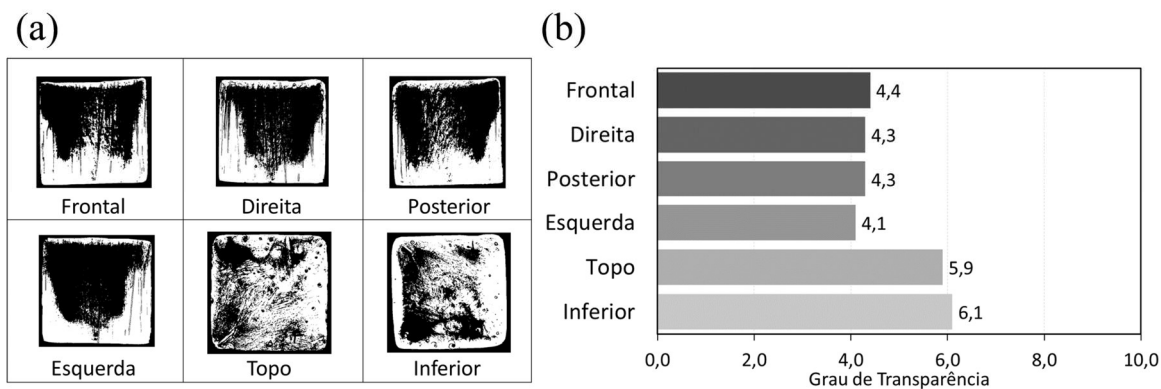 (a)
Frontal
Direita
Posterior
Esquerda
Topo
Inferior
(b)
Frontal
4,4
Direita
4,3
Posterior
4,3
Esquerda
4,1
Topo
5,9
Inferior
6,1
0,0
2,0
4,0
6,0
8,0
10,0
Grau de Transparência